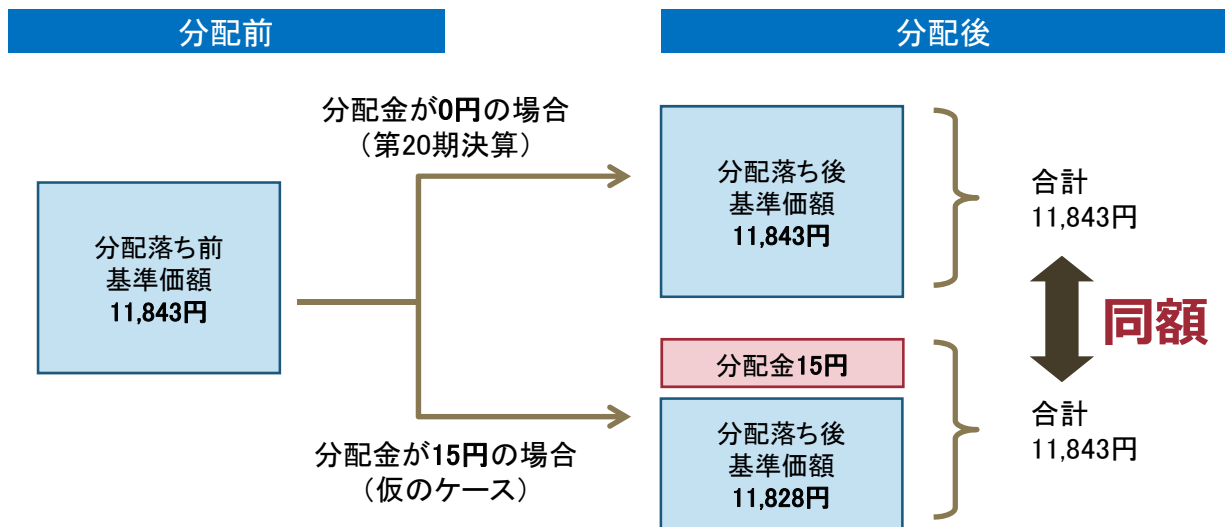 分配前
分配後
分配金が0円の場合
（第20期決算）
分配落ち前
基準価額
11,843円
分配落ち後
基準価額
11,843円
合計
11,843円
同額
分配金15円
分配金が15円の場合
（仮のケース）
分配落ち後
基準価額
11,828円
合計
11,843円